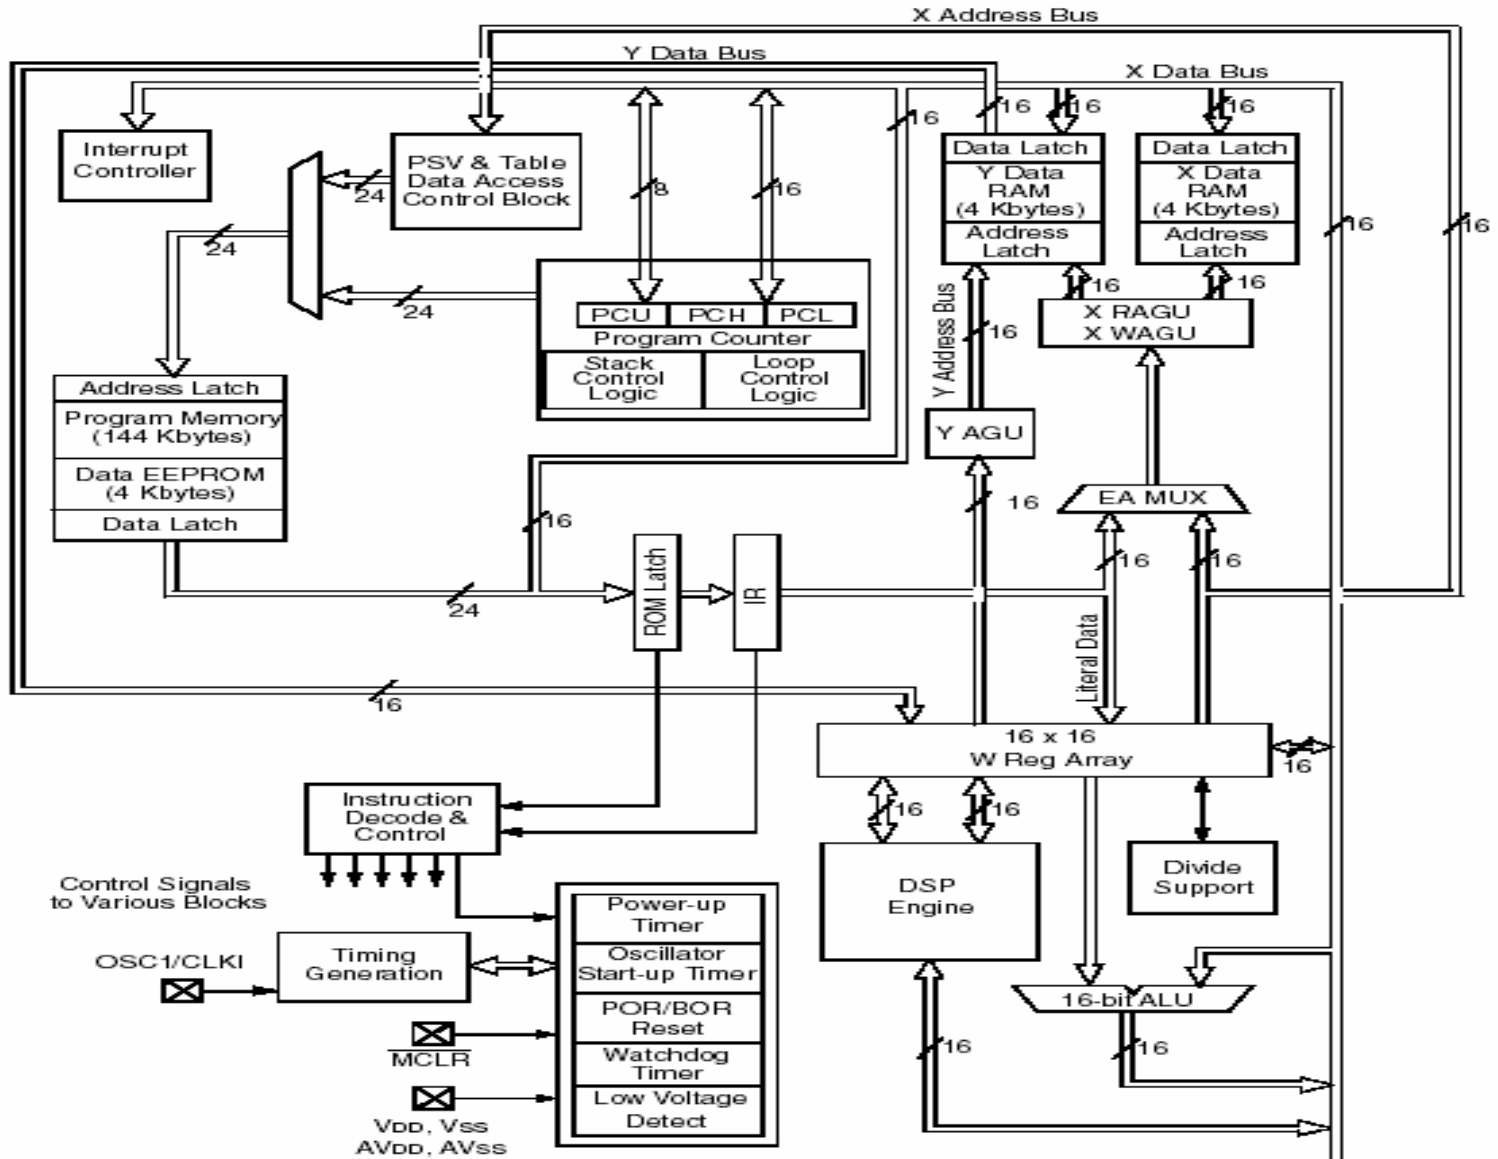 X Address Bus
Y Data Bus
X Data Bus
16
16
16
16
Interrupt
Controller
PSV & Table
Data Access
Control Block
24
8
16
Data Latch
Y Data
RAM
(4 Kbytes)
Address
Latch
Data Latch
X Data
RAM
(4 Kbytes)
Address
Latch
16
16
24
24
16
16
PCU
PCH
PCL
Program Counter
Stack
Control
Logic
Loop
Control
Logic
X RAGU
X WAGU
Y Address Bus
16
Address Latch
Program Memory
(144 Kbytes)
Data EEPROM
(4 Kbytes)
Data Latch
Y AGU
16
EA MUX
16
16
16
24
ROM Latch
IR
Literal Data
16
16 x 16
W Reg Array
16
Instruction
Decode &
Control
16
16
DSP
Engine
Divide
Support
Control Signals
to Various Blocks
Power-up
Timer
OSC1/CLKI
Timing
Generation
Oscillator
Start-up Timer
POR/BOR
Reset
16-bit ALU
MCLR
Watchdog
Timer
16
16
Low Voltage
Detect
VDD, VSS
AVDD, AVSS